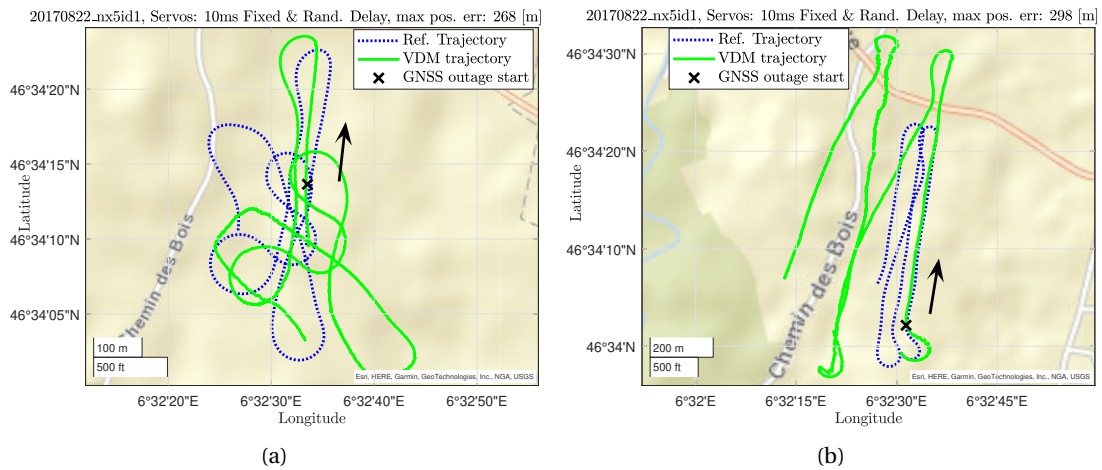 20170822_nx5id1, Servos: 10ms Fixed & Rand. Delay, max pos. err: 268 [m]
Ref. Trajectory
VDM trajectory
GNSS outage start
46°34'20"N
46°34'15"N
46°34'10"N
46°34'05"N
Latitude
Chemin des Bois
100 m
500 ft
Esri, HERE, Garmin, GeoTechnologies, Inc., NGA, USGS
6°32'20"E 6°32'30"E 6°32'40"E 6°32'50"E
Longitude
(a)
20170822_nx5id1, Servos: 10ms Fixed & Rand. Delay, max pos. err: 298 [m]
Ref. Trajectory
VDM trajectory
GNSS outage start
46°34'30"N
46°34'20"N
46°34'10"N
46°34'N
Latitude
Chemin des Bois
200 m
500 ft
Esri, HERE, Garmin, GeoTechnologies, Inc., NGA, USGS
6°32'E 6°32'15"E 6°32'30"E 6°32'45"E
Longitude
(b)